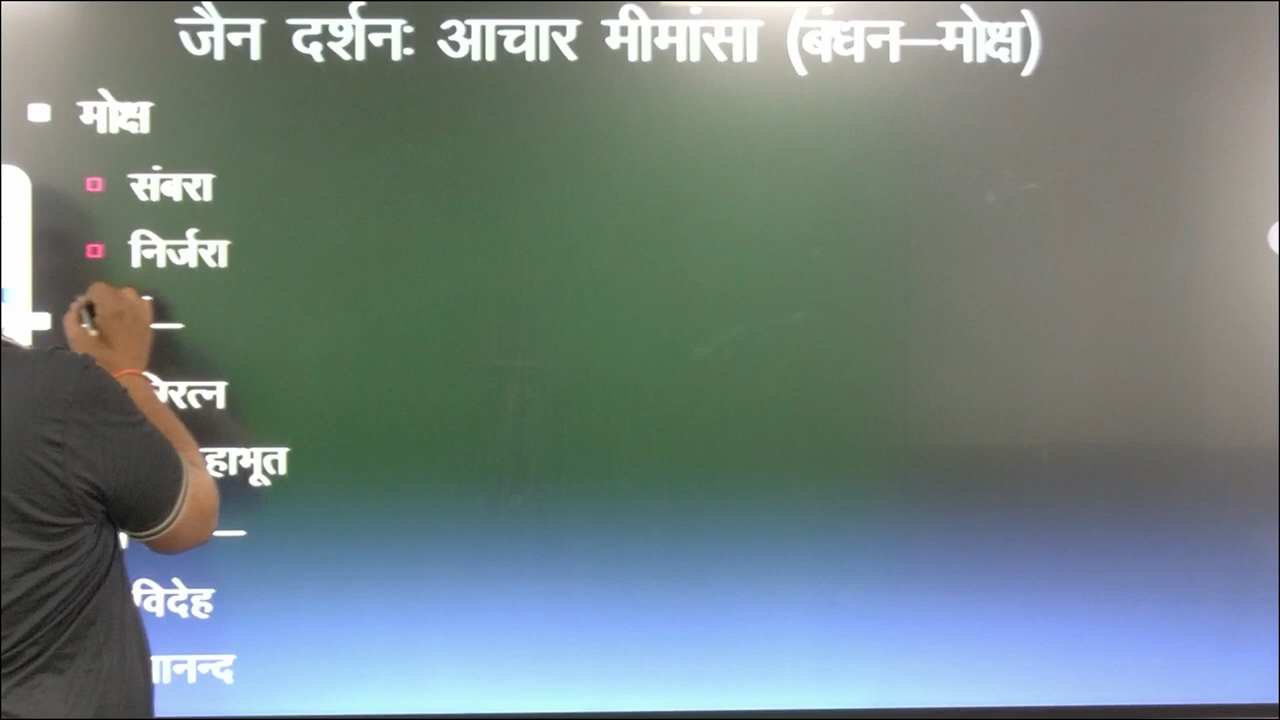 जैन दर्शनः आचार मीमांसा (बंधन–मोक्ष)
मोक्ष
संबरा
निर्जरा
–
विदेह